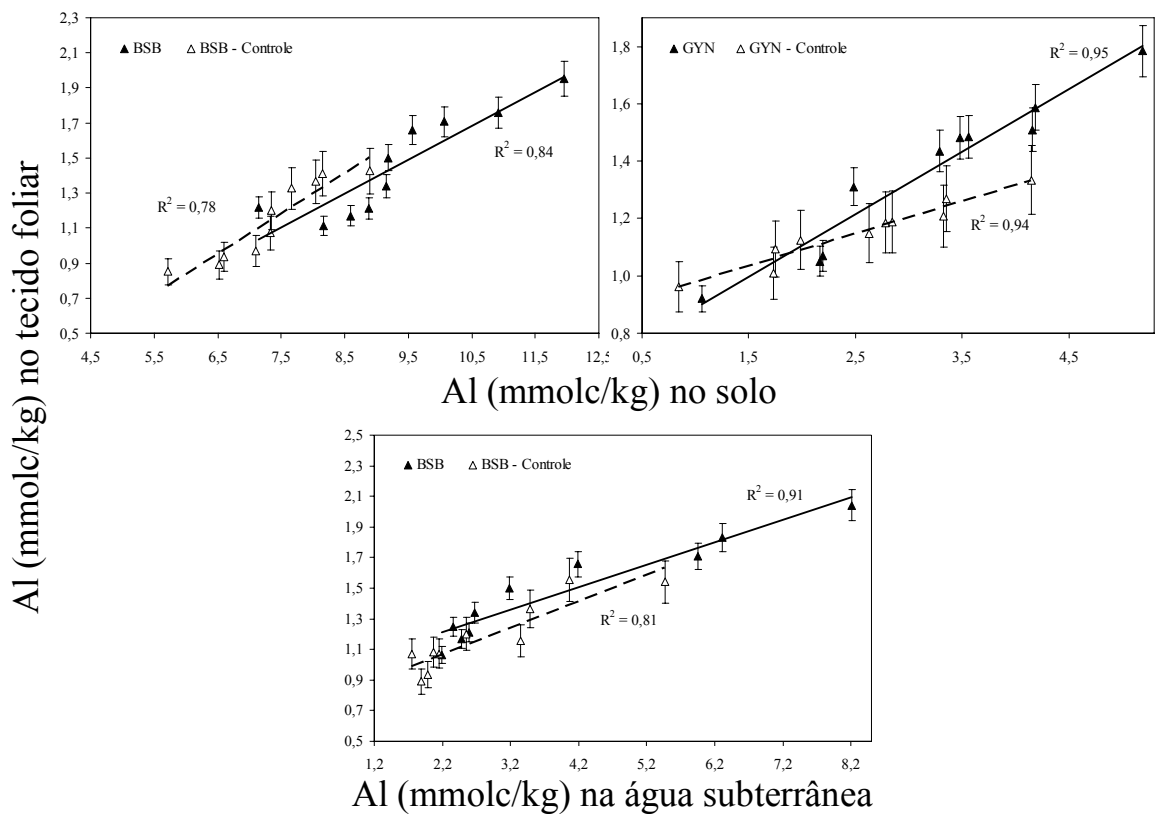 Al (mmolc/kg) no tecido foliar
2,3
2,1
1,9
1,7
1,5
1,3
1,1
0,9
0,7
0,5
BSB BSB - Controle
R² = 0,84
R² = 0,78
4,5 5,5 6,5 7,5 8,5 9,5 10,5 11,5 12,5
1,8
1,6
1,4
1,2
1,0
0,8
GYN GYN - Controle
R² = 0,95
R² = 0,94
0,5 1,5 2,5 3,5 4,5
Al (mmolc/kg) no solo
2,5
2,3
2,1
1,9
1,7
1,5
1,3
1,1
0,9
0,7
0,5
BSB BSB - Controle
R² = 0,91
R² = 0,81
1,2 2,2 3,2 4,2 5,2 6,2 7,2 8,2
Al (mmolc/kg) na água subterrânea